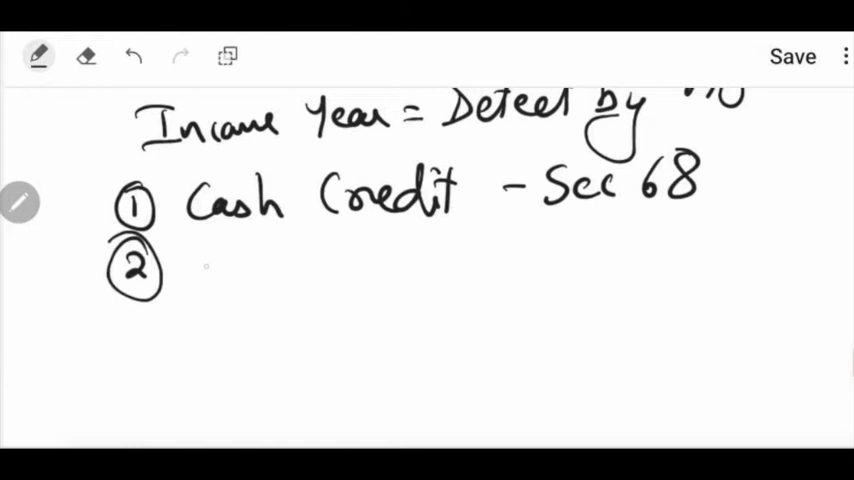 Save
Income Year = Detect by
① Cash Credit - Sec 68
②